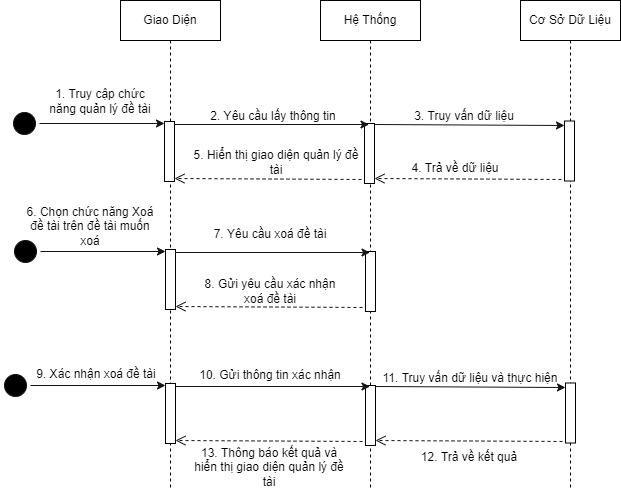 Giao Diện
Hệ Thống
Cơ Sở Dữ Liệu
1. Truy cập chức
năng quản lý đề tài
2. Yêu cầu lấy thông tin
3. Truy vấn dữ liệu
5. Hiển thị giao diện quản lý đề
tài
4. Trả về dữ liệu
6. Chọn chức năng Xoá
đề tài trên đề tài muốn
xoá
7. Yêu cầu xoá đề tài
8. Gửi yêu cầu xác nhận
xoá đề tài
9. Xác nhận xoá đề tài
10. Gửi thông tin xác nhận
11. Truy vấn dữ liệu và thực hiện
13. Thông báo kết quả và
hiển thị giao diện quản lý đề
tài
12. Trả về kết quả